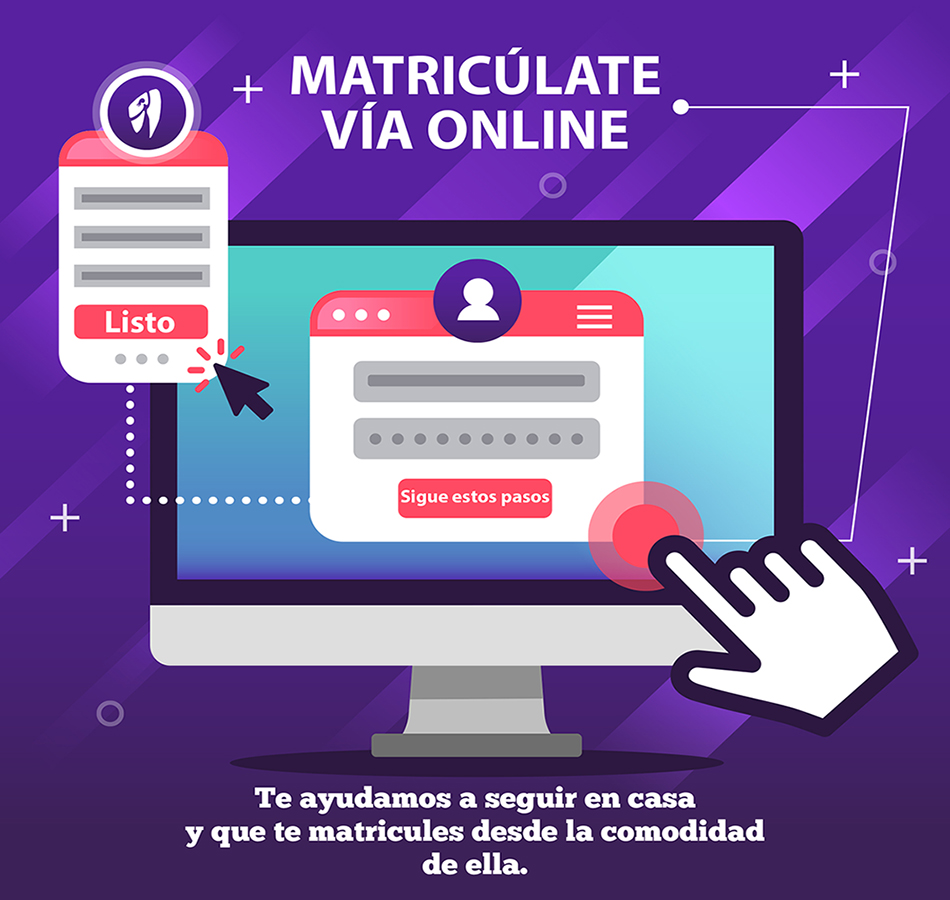 MATRICÚLATE
VÍA ONLINE
Listo
Sigue estos pasos
Te ayudamos a seguir en casa
y que te matricules desde la comodidad
de ella.